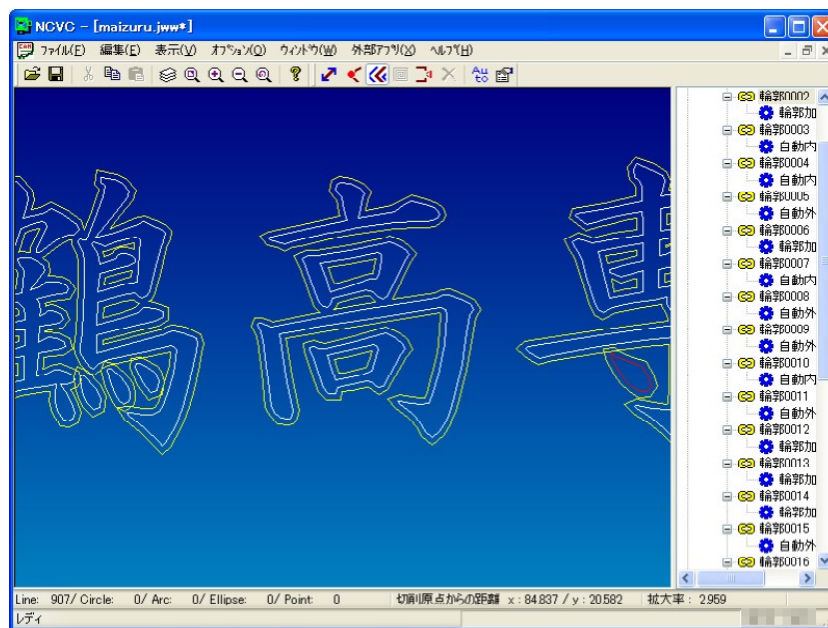 NCVC - [maizuru.jww*]
ファイル(F) 編集(E) 表示(V) オプション(O) ウィンドウ(W) 外部アプリ(X) ヘルプ(H)
Au to
鶴高専
輪郭0002
輪郭加
輪郭0003
自動内
輪郭0004
自動内
輪郭0005
自動外
輪郭0006
輪郭加
輪郭0007
自動内
輪郭0008
自動外
輪郭0009
自動外
輪郭0010
自動内
輪郭0011
自動外
輪郭0012
輪郭加
輪郭0013
輪郭加
輪郭0014
輪郭加
輪郭0015
自動外
輪郭0016
Line: 907/ Circle: 0/ Arc: 0/ Ellipse: 0/ Point: 0 切削原点からの距離 x : 84.837 / y : 20.582 拡大率 : 2.959
レディ